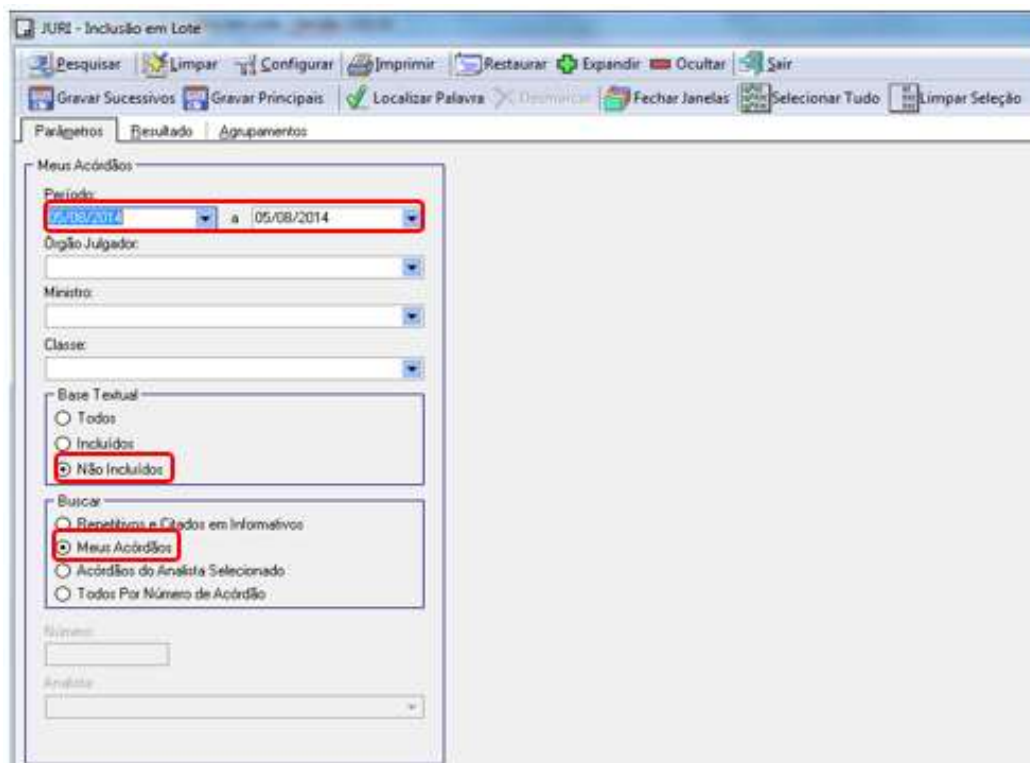 JURI - Inclusão em Lote
Pesquisar Limpar Configurar Imprimir Restaurar Expandir Ocultar Sair
Gravar Sucessivos Gravar Principais Localizar Palavra Desmarcar Fechar Janelas Selecionar Tudo Limpar Seleção
Parâmetros Resultado Agrupamentos
Meus Acórdãos
Período:
05/08/2014 a 05/08/2014
Órgão Julgador:
Ministro:
Classe:
Base Textual
Todos
Incluídos
Não Incluídos
Buscar
Repetitivos e Citados em Informativos
Meus Acórdãos
Acórdãos do Analista Selecionado
Todos Por Número de Acórdão
Número:
Analista: